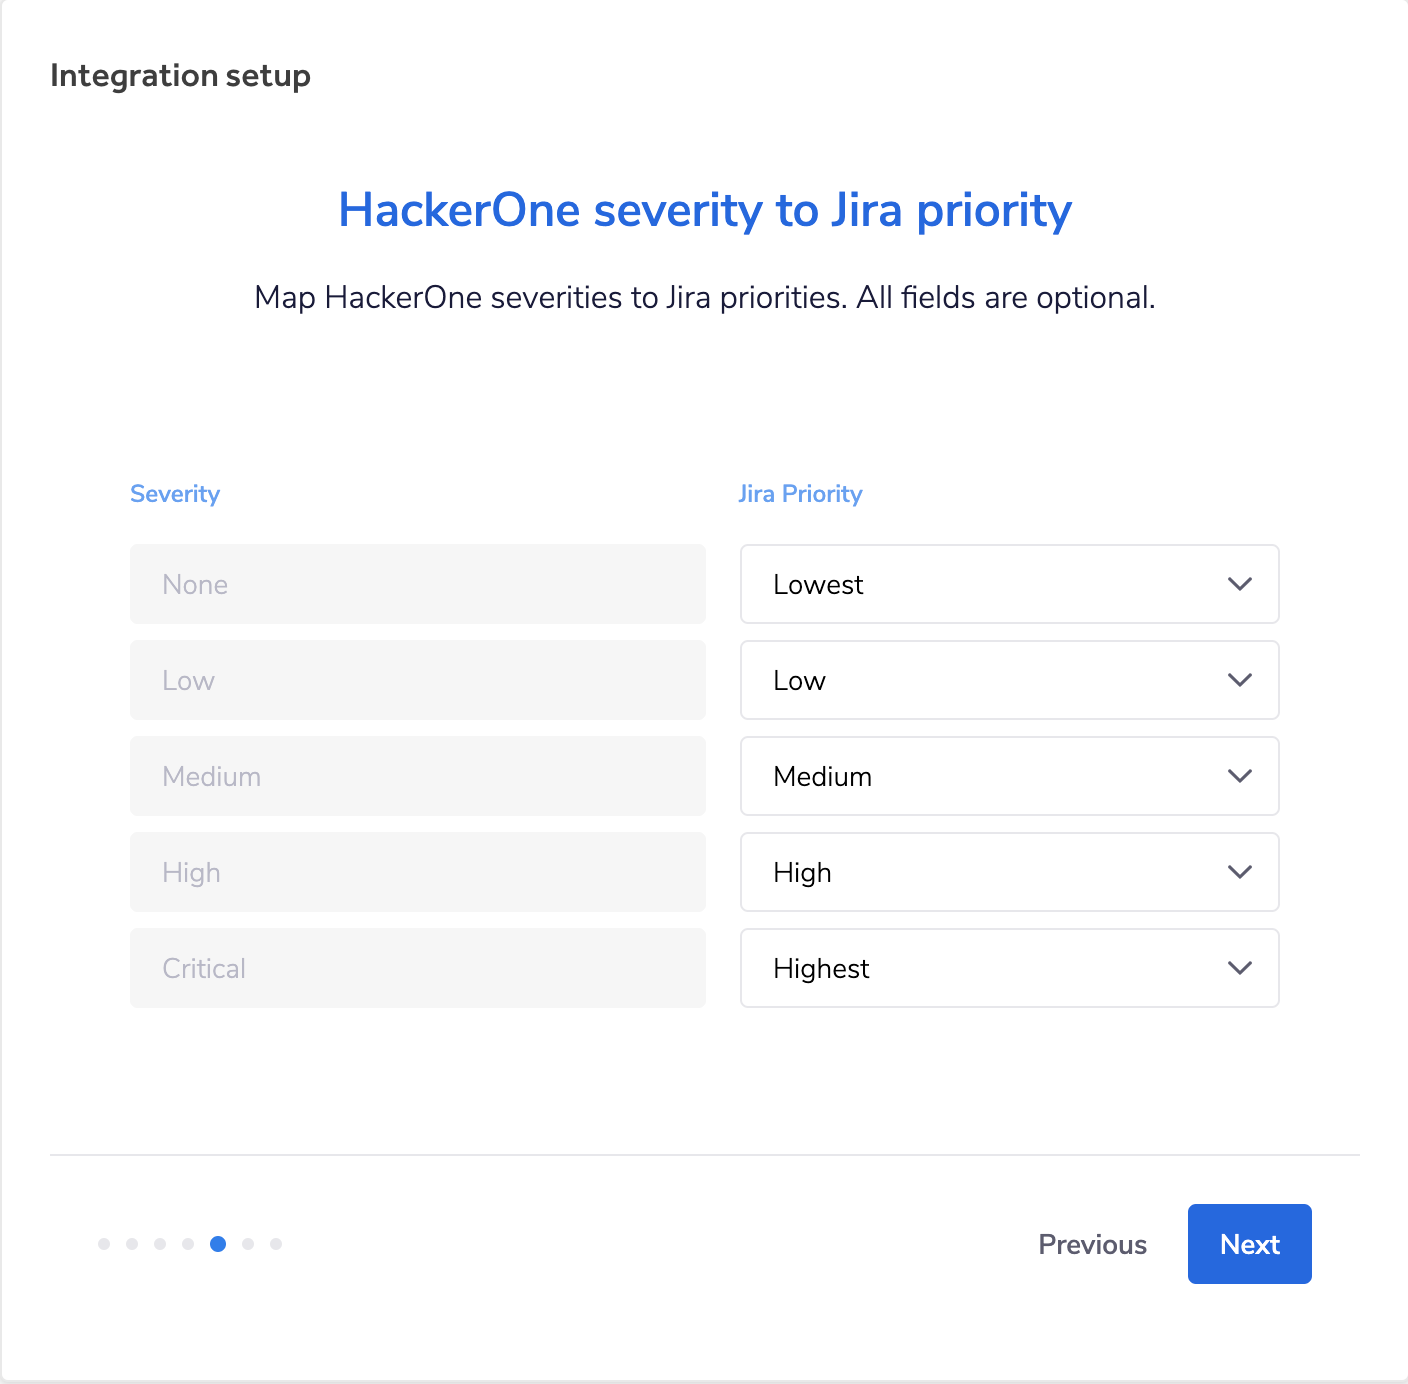 Integration setup
HackerOne severity to Jira priority
Map HackerOne severities to Jira priorities. All fields are optional.
Severity Jira Priority
None Lowest
Low Low
Medium Medium
High High
Critical Highest
Previous Next